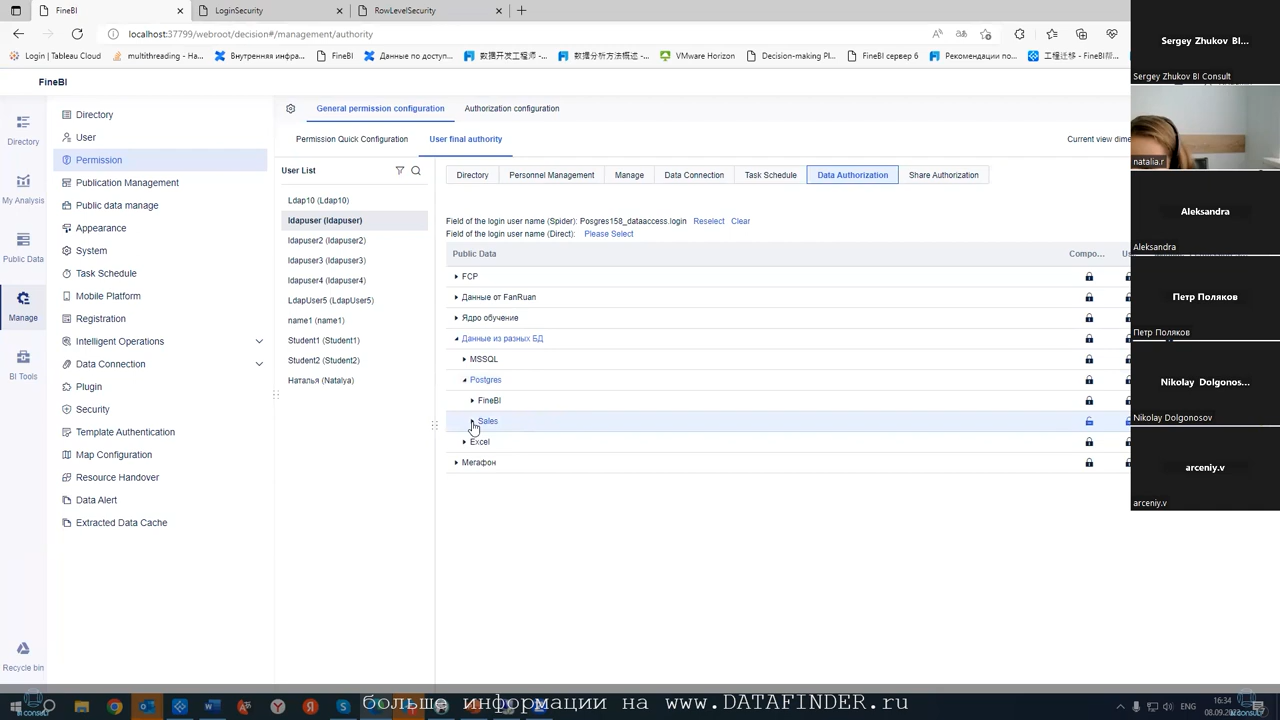 FineBI
LoginSecurity
RowLevelSecurity
localhost:37799/webroot/decision#/management/authority
Login | Tableau Cloud
multithreading - Ha...
Внутренняя инфра...
FineBI
Данные по доступ...
数据开发工程师 -...
数据分析方法概述 -...
VMware Horizon
Decision-making Pl...
FineBI сервер 6
Рекомендации по...
工程迁移 - FineBI帮...
FineBI
Directory
My Analysis
Public Data
Manage
BI Tools
Recycle bin
Directory
User
Permission
Publication Management
Public data manage
Appearance
System
Task Schedule
Mobile Platform
Registration
Intelligent Operations
Data Connection
Plugin
Security
Template Authentication
Map Configuration
Resource Handover
Data Alert
Extracted Data Cache
General permission configuration
Authorization configuration
Permission Quick Configuration
User final authority
Current view dime
User List
Ldap10 (Ldap10)
ldapuser (ldapuser)
ldapuser2 (ldapuser2)
ldapuser3 (ldapuser3)
ldapuser4 (ldapuser4)
LdapUser5 (LdapUser5)
name1 (name1)
Student1 (Student1)
Student2 (Student2)
Наталья (Natalya)
Directory
Personnel Management
Manage
Data Connection
Task Schedule
Data Authorization
Share Authorization
Field of the login user name (Spider): Posgres158_dataaccess.login Reselect Clear
Field of the login user name (Direct): Please Select
Public Data
Compo...
FCP
Данные от FanRuan
Ядро обучение
Данные из разных БД
MSSQL
Postgres
FineBI
Sales
Excel
Мегафон
Sergey Zhukov BI...
Sergey Zhukov BI Consult
natalia.r
Aleksandra
Aleksandra
Петр Поляков
Петр Поляков
Nikolay Dolgonos...
Nikolay Dolgonosov
arceniy.v
arceniy.v
больше информации на www.DATAFINDER.ru
ENG
16:34